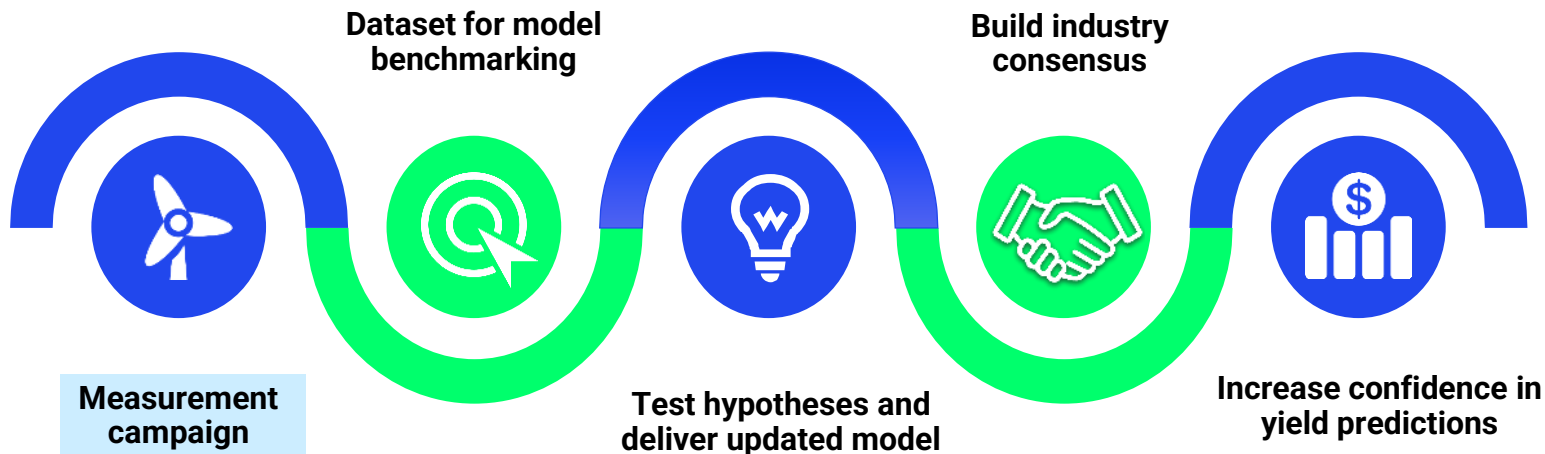 Dataset for model
benchmarking
Build industry
consensus
$
Measurement
campaign
Test hypotheses and
deliver updated model
Increase confidence in
yield predictions